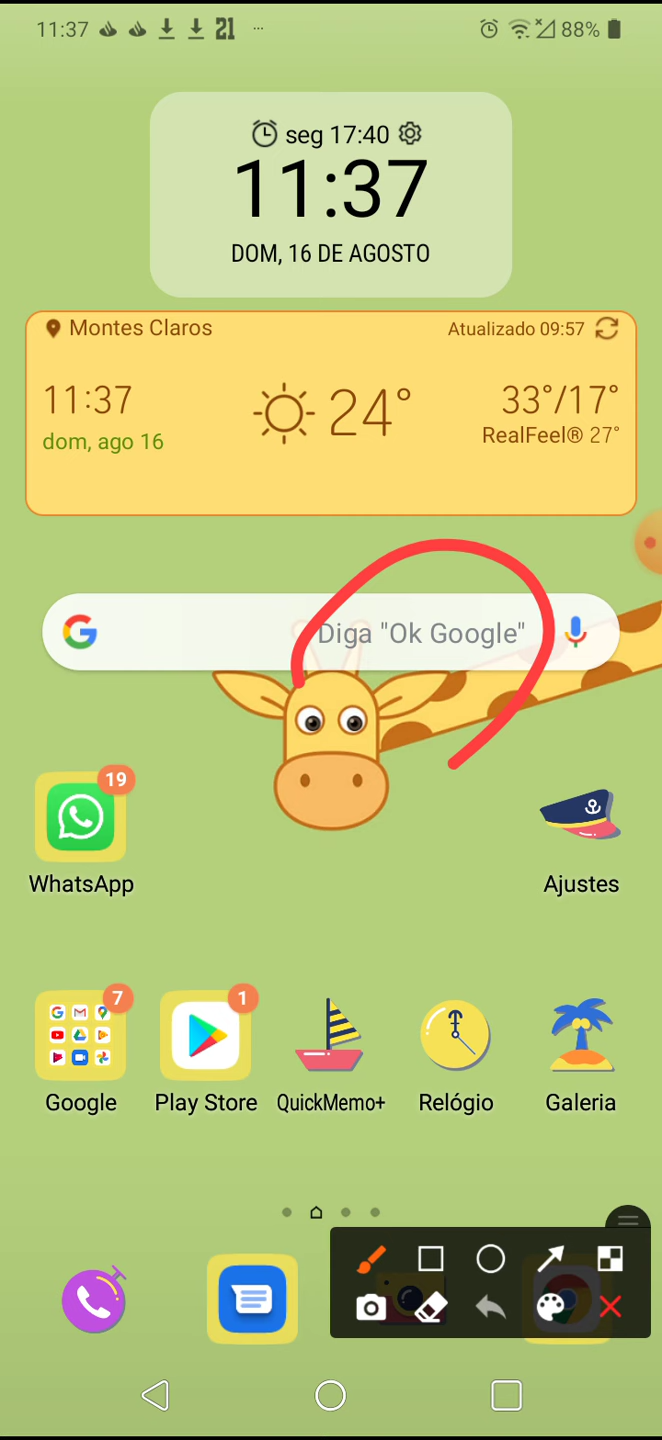 11:37 21 ... 88%
seg 17:40
11:37
DOM, 16 DE AGOSTO
Montes Claros
Atualizado 09:57
11:37
24°
33°/17°
dom, ago 16
RealFeel® 27°
G Diga "Ok Google"
19
WhatsApp
Ajustes
7
1
Google
Play Store
QuickMemo+
Relógio
Galeria